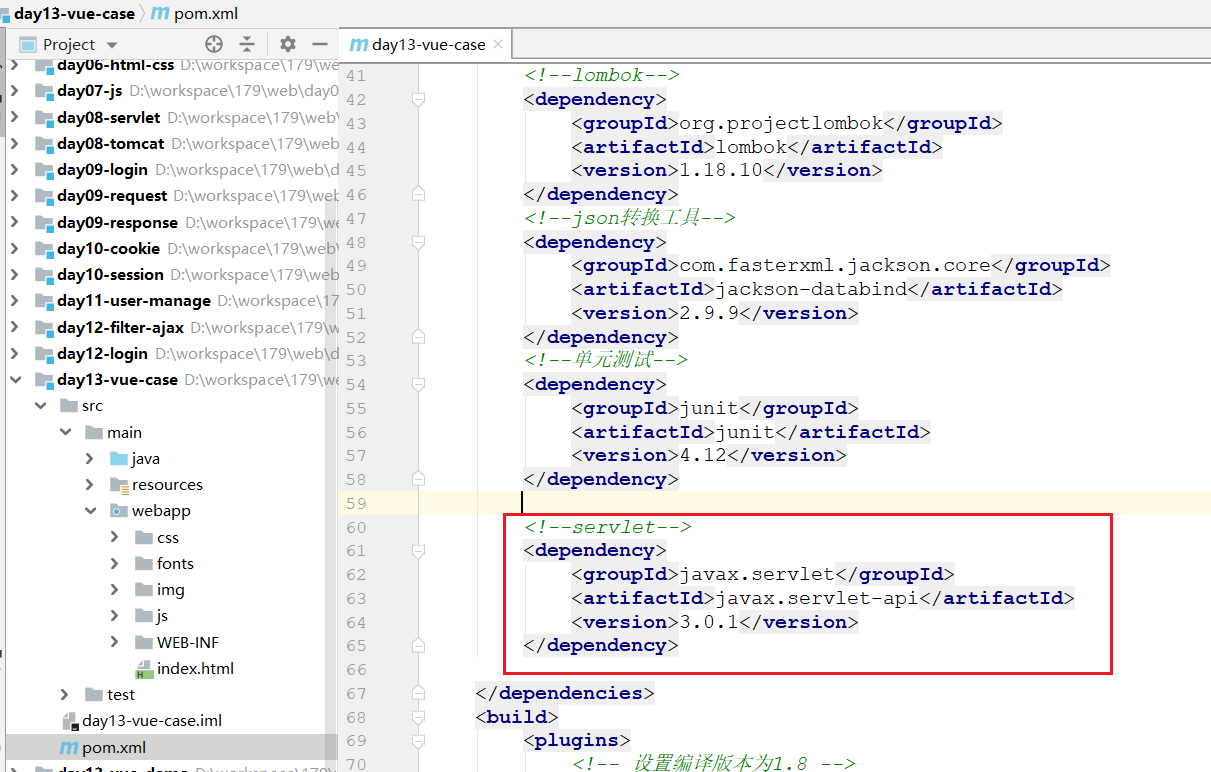 day13-vue-case pom.xml
Project
day13-vue-case
day06-html-css D:\workspace\179\we
day07-js D:\workspace\179\web\day0
day08-servlet D:\workspace\179\web\
day08-tomcat D:\workspace\179\web\
day09-login D:\workspace\179\web\d
day09-request D:\workspace\179\web
day09-response D:\workspace\179\we
day10-cookie D:\workspace\179\web\
day10-session D:\workspace\179\web
day11-user-manage D:\workspace\17
day12-filter-ajax D:\workspace\179\w
day12-login D:\workspace\179\web\d
day13-vue-case D:\workspace\179\we
src
main
java
resources
webapp
css
fonts
img
js
WEB-INF
index.html
test
day13-vue-case.iml
pom.xml
day13-vue-demo D:\workspace\179\
41 <!--lombok-->
42 <dependency>
43 <groupId>org.projectlombok</groupId>
44 <artifactId>lombok</artifactId>
45 <version>1.18.10</version>
46 </dependency>
47 <!--json转换工具-->
48 <dependency>
49 <groupId>com.fasterxml.jackson.core</groupId>
50 <artifactId>jackson-databind</artifactId>
51 <version>2.9.9</version>
52 </dependency>
53 <!--单元测试-->
54 <dependency>
55 <groupId>junit</groupId>
56 <artifactId>junit</artifactId>
57 <version>4.12</version>
58 </dependency>
59
60 <!--servlet-->
61 <dependency>
62 <groupId>javax.servlet</groupId>
63 <artifactId>javax.servlet-api</artifactId>
64 <version>3.0.1</version>
65 </dependency>
66
67 </dependencies>
68 <build>
69 <plugins>
70 <!-- 设置编译版本为1.8 -->